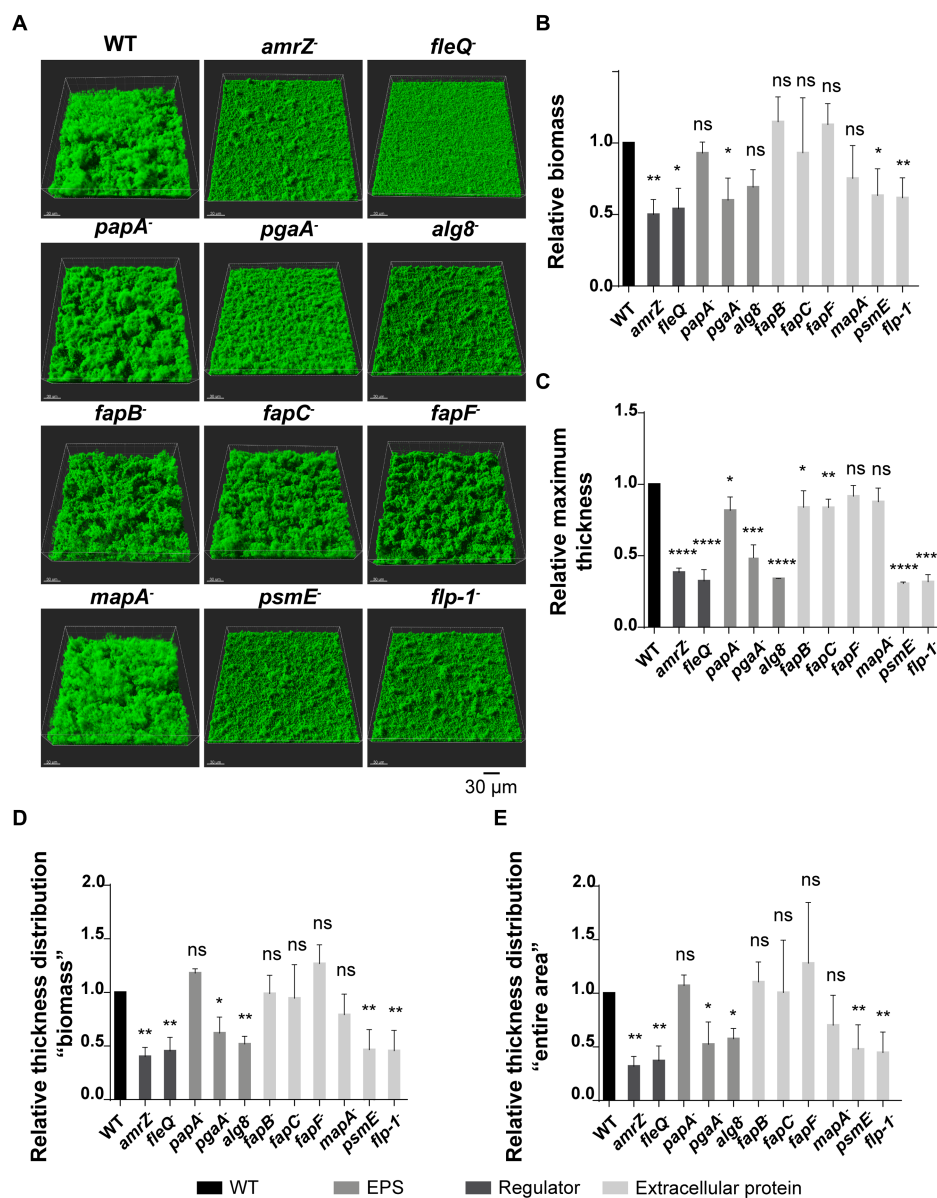 A
WT
amrZ-
fleQ-
papA-
pgaA-
alg8-
fapB-
fapC-
fapF-
mapA-
psmE-
flp-1-
30 µm
B
Relative biomass
1.0
0.5
0.0
** * ns * ns ns ns ns ns * **
WT amrZ- fleQ- papA- pgaA- alg8- fapB- fapC- fapF- mapA- psmE- flp-1-
C
Relative maximum
thickness
1.5
1.0
0.5
0.0
**** **** * *** **** * ** ns ns **** ***
WT amrZ- fleQ- papA- pgaA- alg8- fapB- fapC- fapF- mapA- psmE- flp-1-
D
Relative thickness distribution
“biomass”
2.0
1.5
1.0
0.5
0.0
** ** ns * ** ns ns ns ns ** **
WT amrZ- fleQ- papA- pgaA- alg8- fapB- fapC- fapF- mapA- psmE- flp-1-
E
Relative thickness distribution
“entire area”
2.0
1.5
1.0
0.5
0.0
** ** ns * * ns ns ns ns ** **
WT amrZ- fleQ- papA- pgaA- alg8- fapB- fapC- fapF- mapA- psmE- flp-1-
WT EPS Regulator Extracellular protein